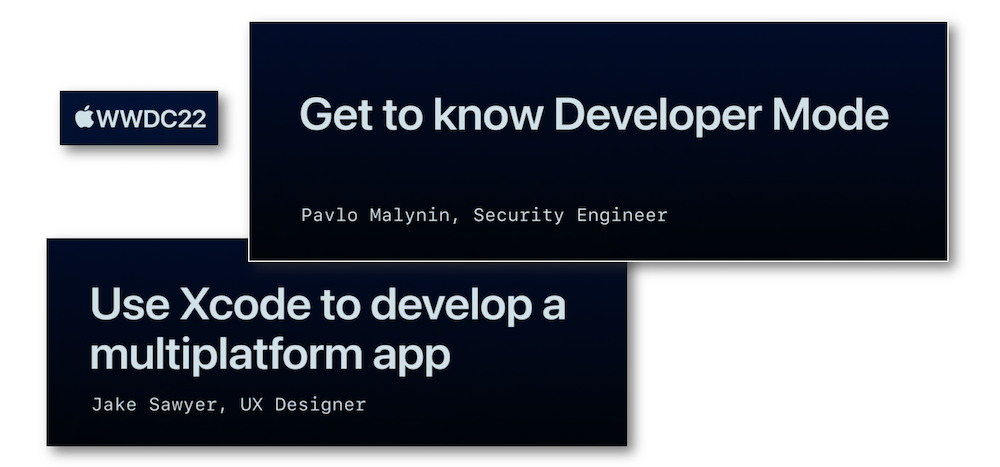 WWDC22
Get to know Developer Mode
Pavlo Malynin, Security Engineer
Use Xcode to develop a
multiplatform app
Jake Sawyer, UX Designer